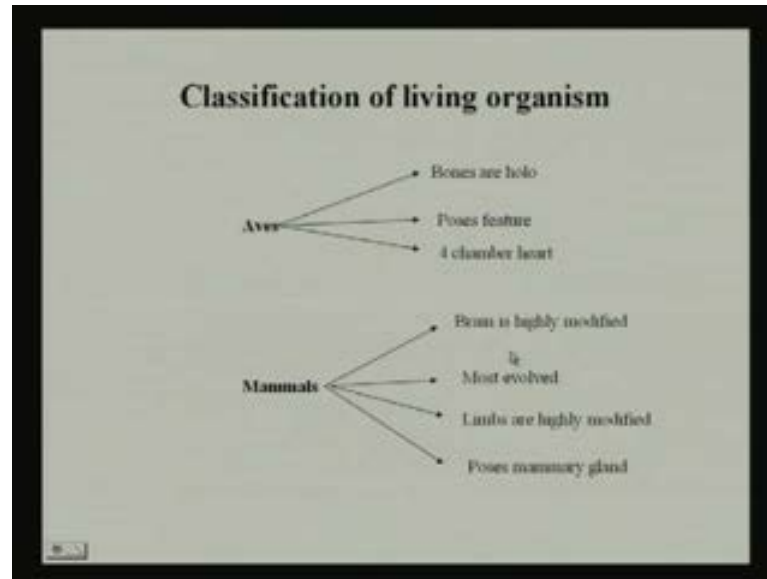 Classification of living organism
Bones are holo
Aves
Poses feature
4 chamber heart
Brain is highly modified
Mammals
Most evolved
Limbs are highly modified
Poses mammary gland